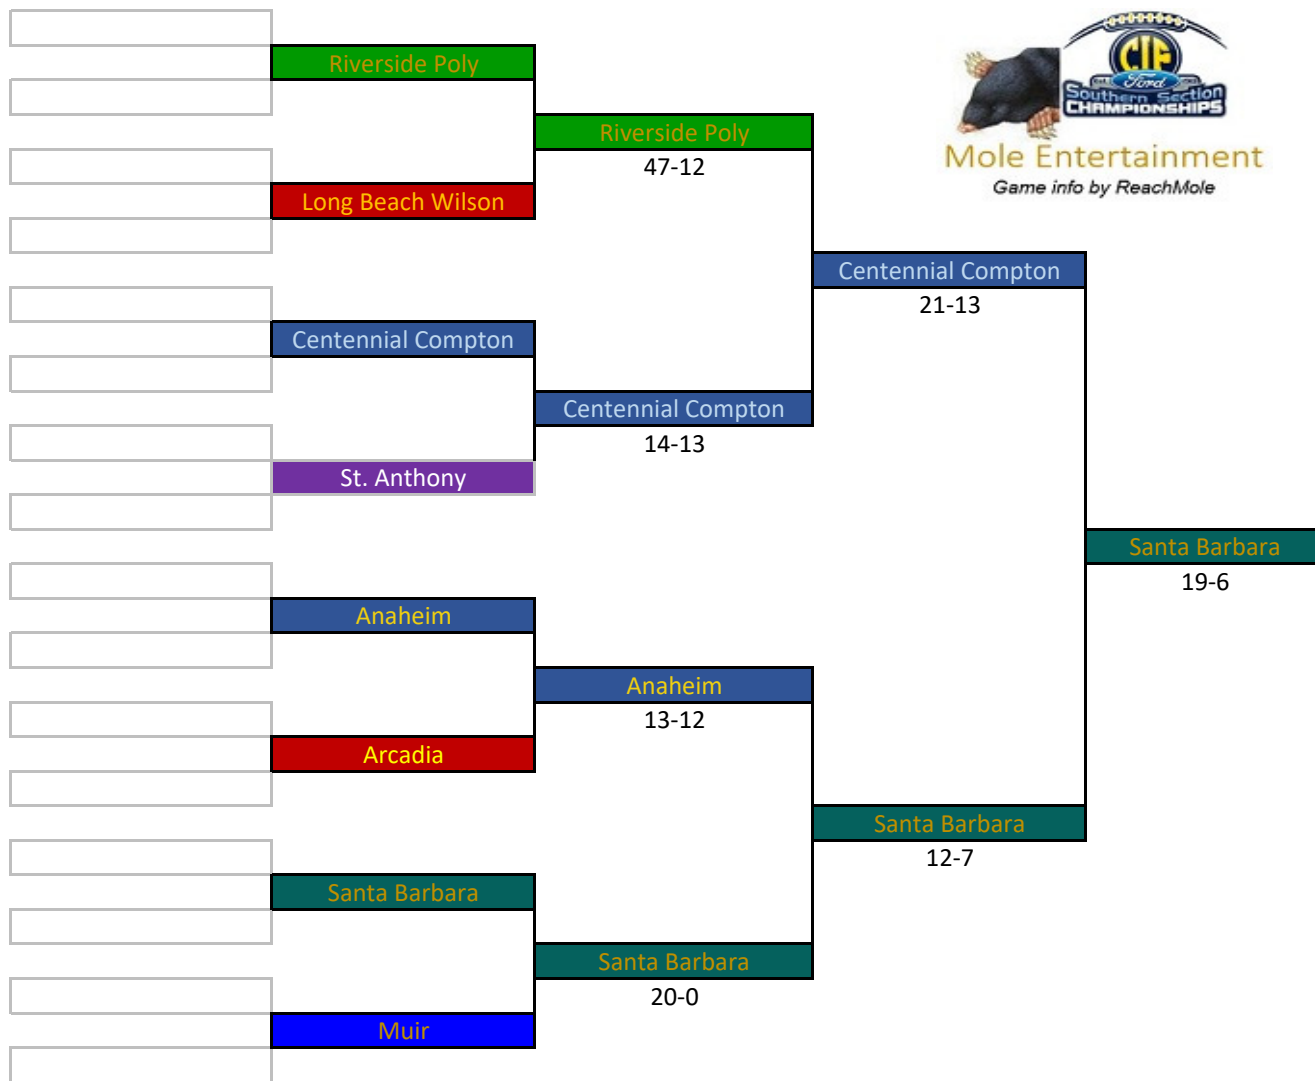 Riverside Poly
Riverside Poly
47-12
Long Beach Wilson
CIF
Ford
Southern Section
CHAMPIONSHIPS
Mole Entertainment
Game info by ReachMole
Centennial Compton
21-13
Centennial Compton
Centennial Compton
14-13
St. Anthony
Santa Barbara
19-6
Anaheim
Anaheim
13-12
Arcadia
Santa Barbara
12-7
Santa Barbara
Santa Barbara
20-0
Muir